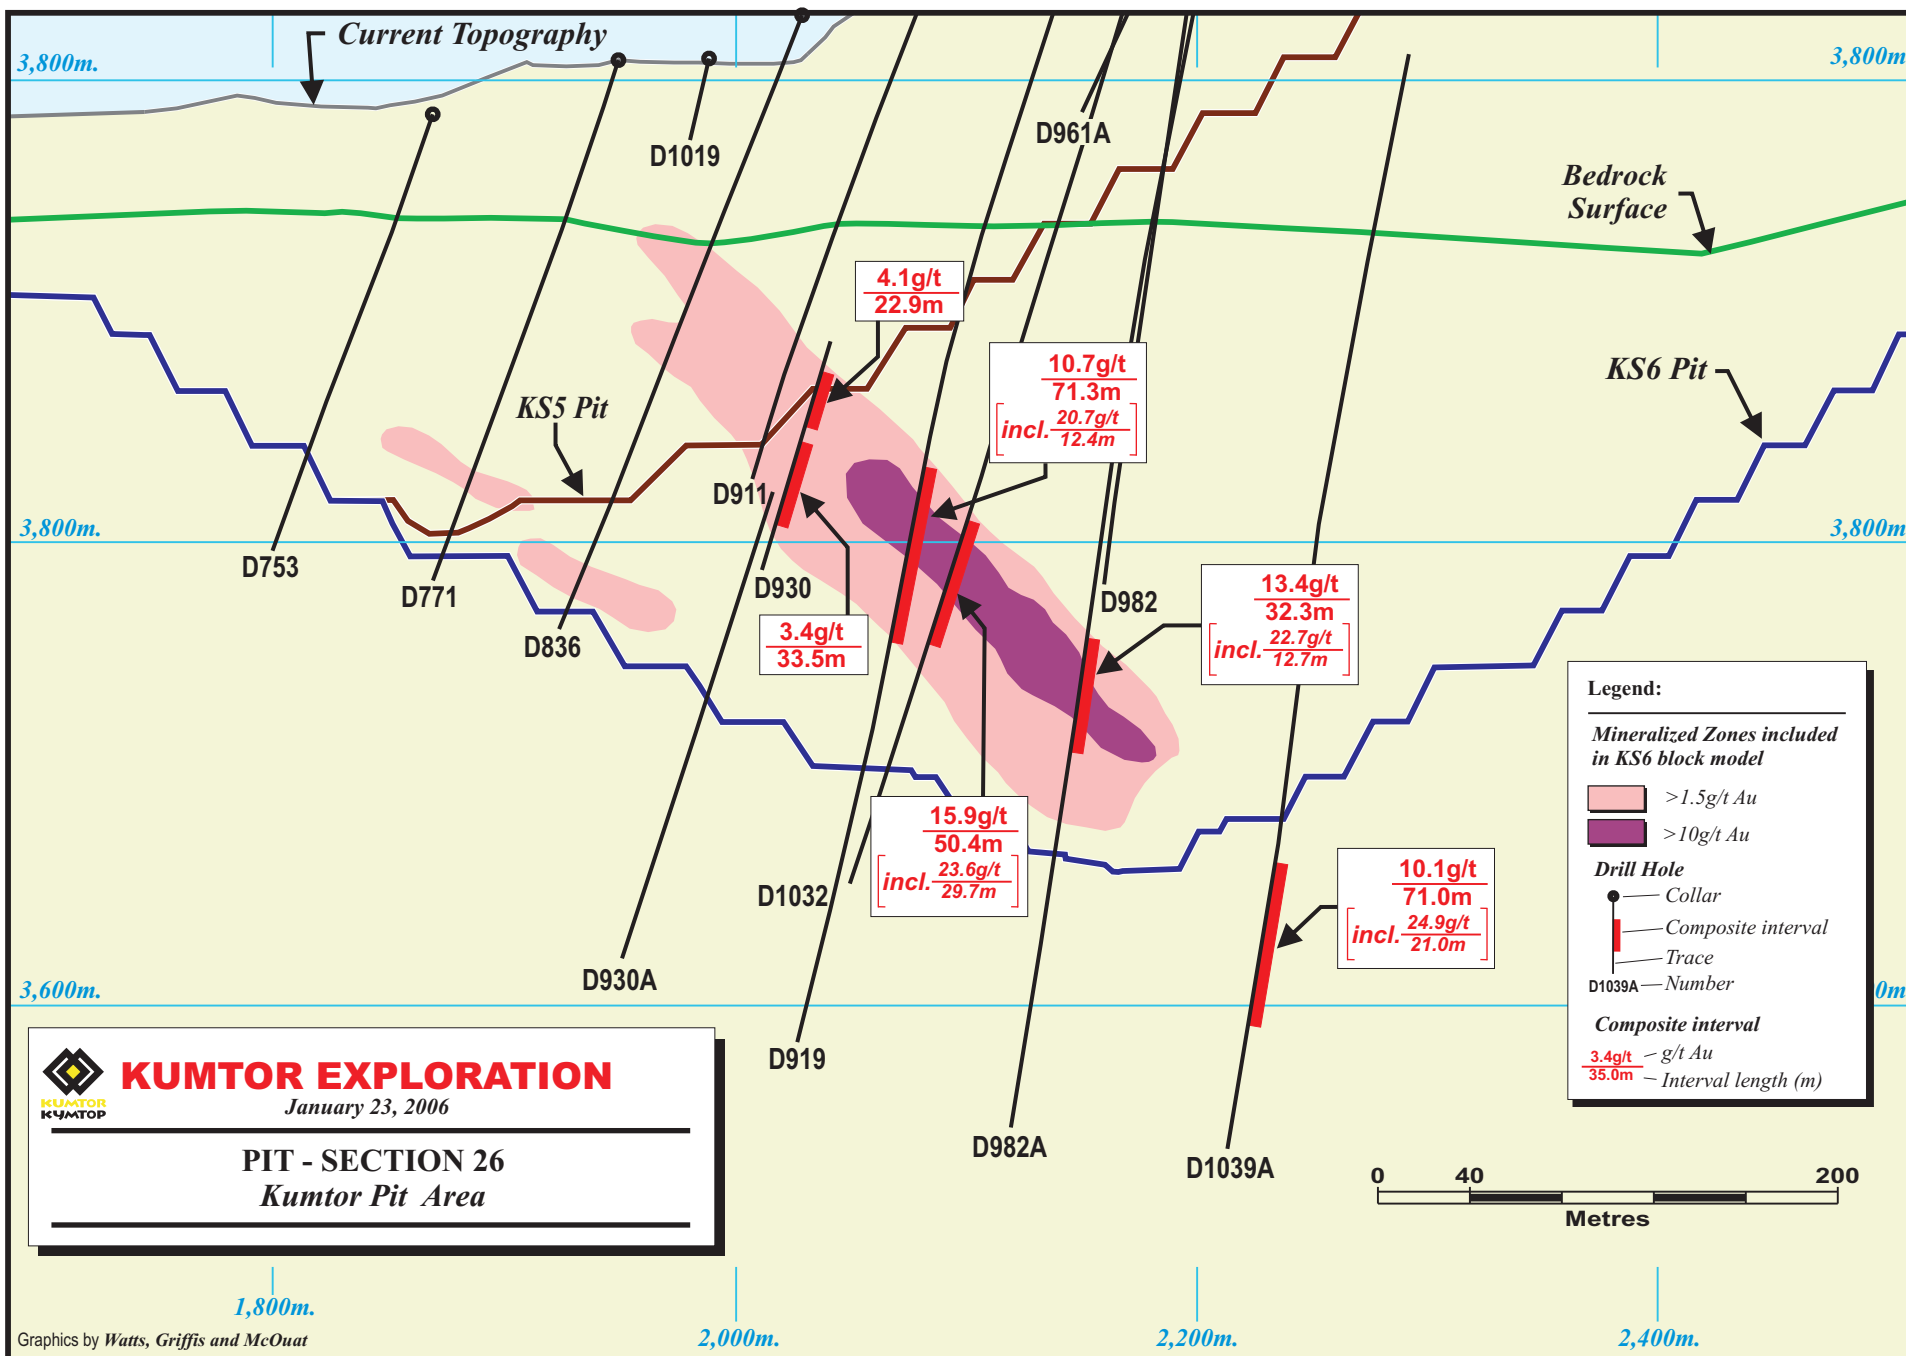 Current Topography
3,800m.
3,800m
D1019
D961A
Bedrock
Surface
4.1g/t
22.9m
10.7g/t
71.3m
incl. 20.7g/t
12.4m
KS6 Pit
KS5 Pit
D911
3,800m.
3,800m
D753
D771
D930
D982
D836
3.4g/t
33.5m
13.4g/t
32.3m
incl. 22.7g/t
12.7m
15.9g/t
50.4m
incl. 23.6g/t
29.7m
D1032
10.1g/t
71.0m
incl. 24.9g/t
21.0m
D930A
3,600m.
0m
D919
D982A
D1039A
Legend:
Mineralized Zones included
in KS6 block model
>1.5g/t Au
>10g/t Au
Drill Hole
Collar
Composite interval
Trace
D1039A Number
Composite interval
3.4g/t g/t Au
35.0m Interval length (m)
KUMTOR
КУМТОР
KUMTOR EXPLORATION
January 23, 2006
PIT - SECTION 26
Kumtor Pit Area
0 40 200
Metres
1,800m.
2,000m.
2,200m.
2,400m.
Graphics by Watts, Griffis and McOuat